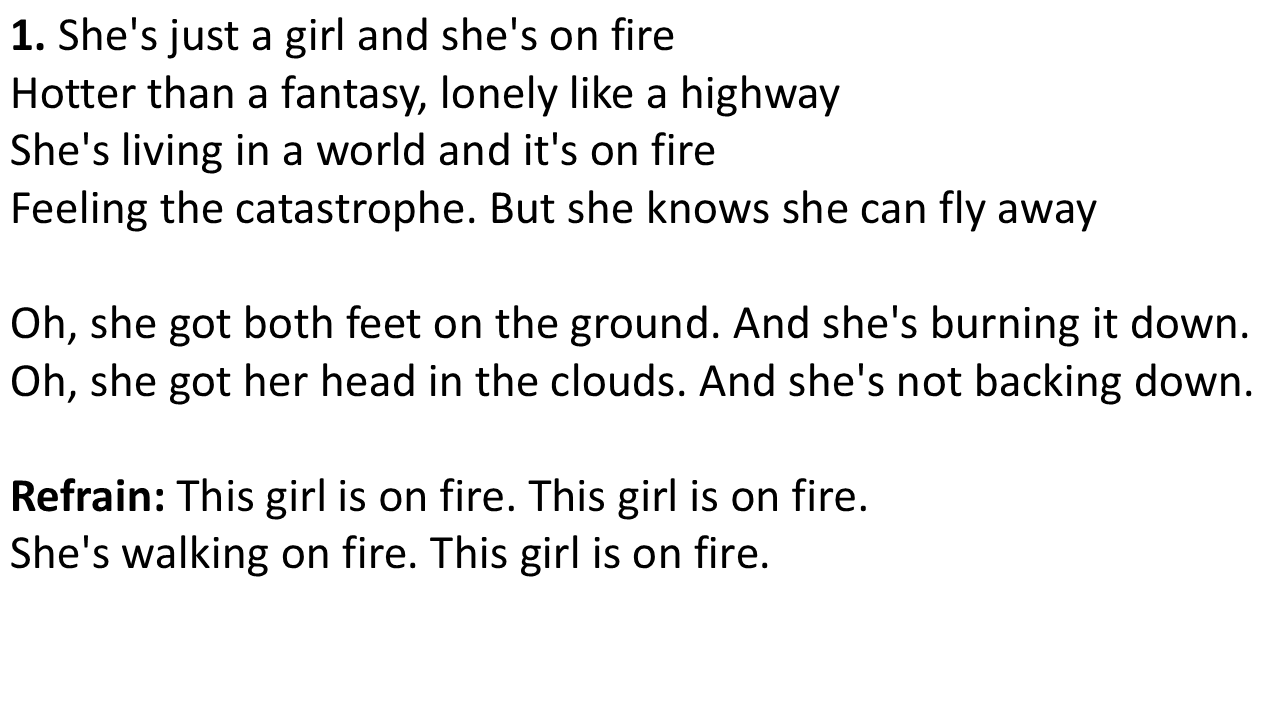 1. She's just a girl and she's on fire
Hotter than a fantasy, lonely like a highway
She's living in a world and it's on fire
Feeling the catastrophe. But she knows she can fly away
Oh, she got both feet on the ground. And she's burning it down.
Oh, she got her head in the clouds. And she's not backing down.
Refrain: This girl is on fire. This girl is on fire.
She's walking on fire. This girl is on fire.